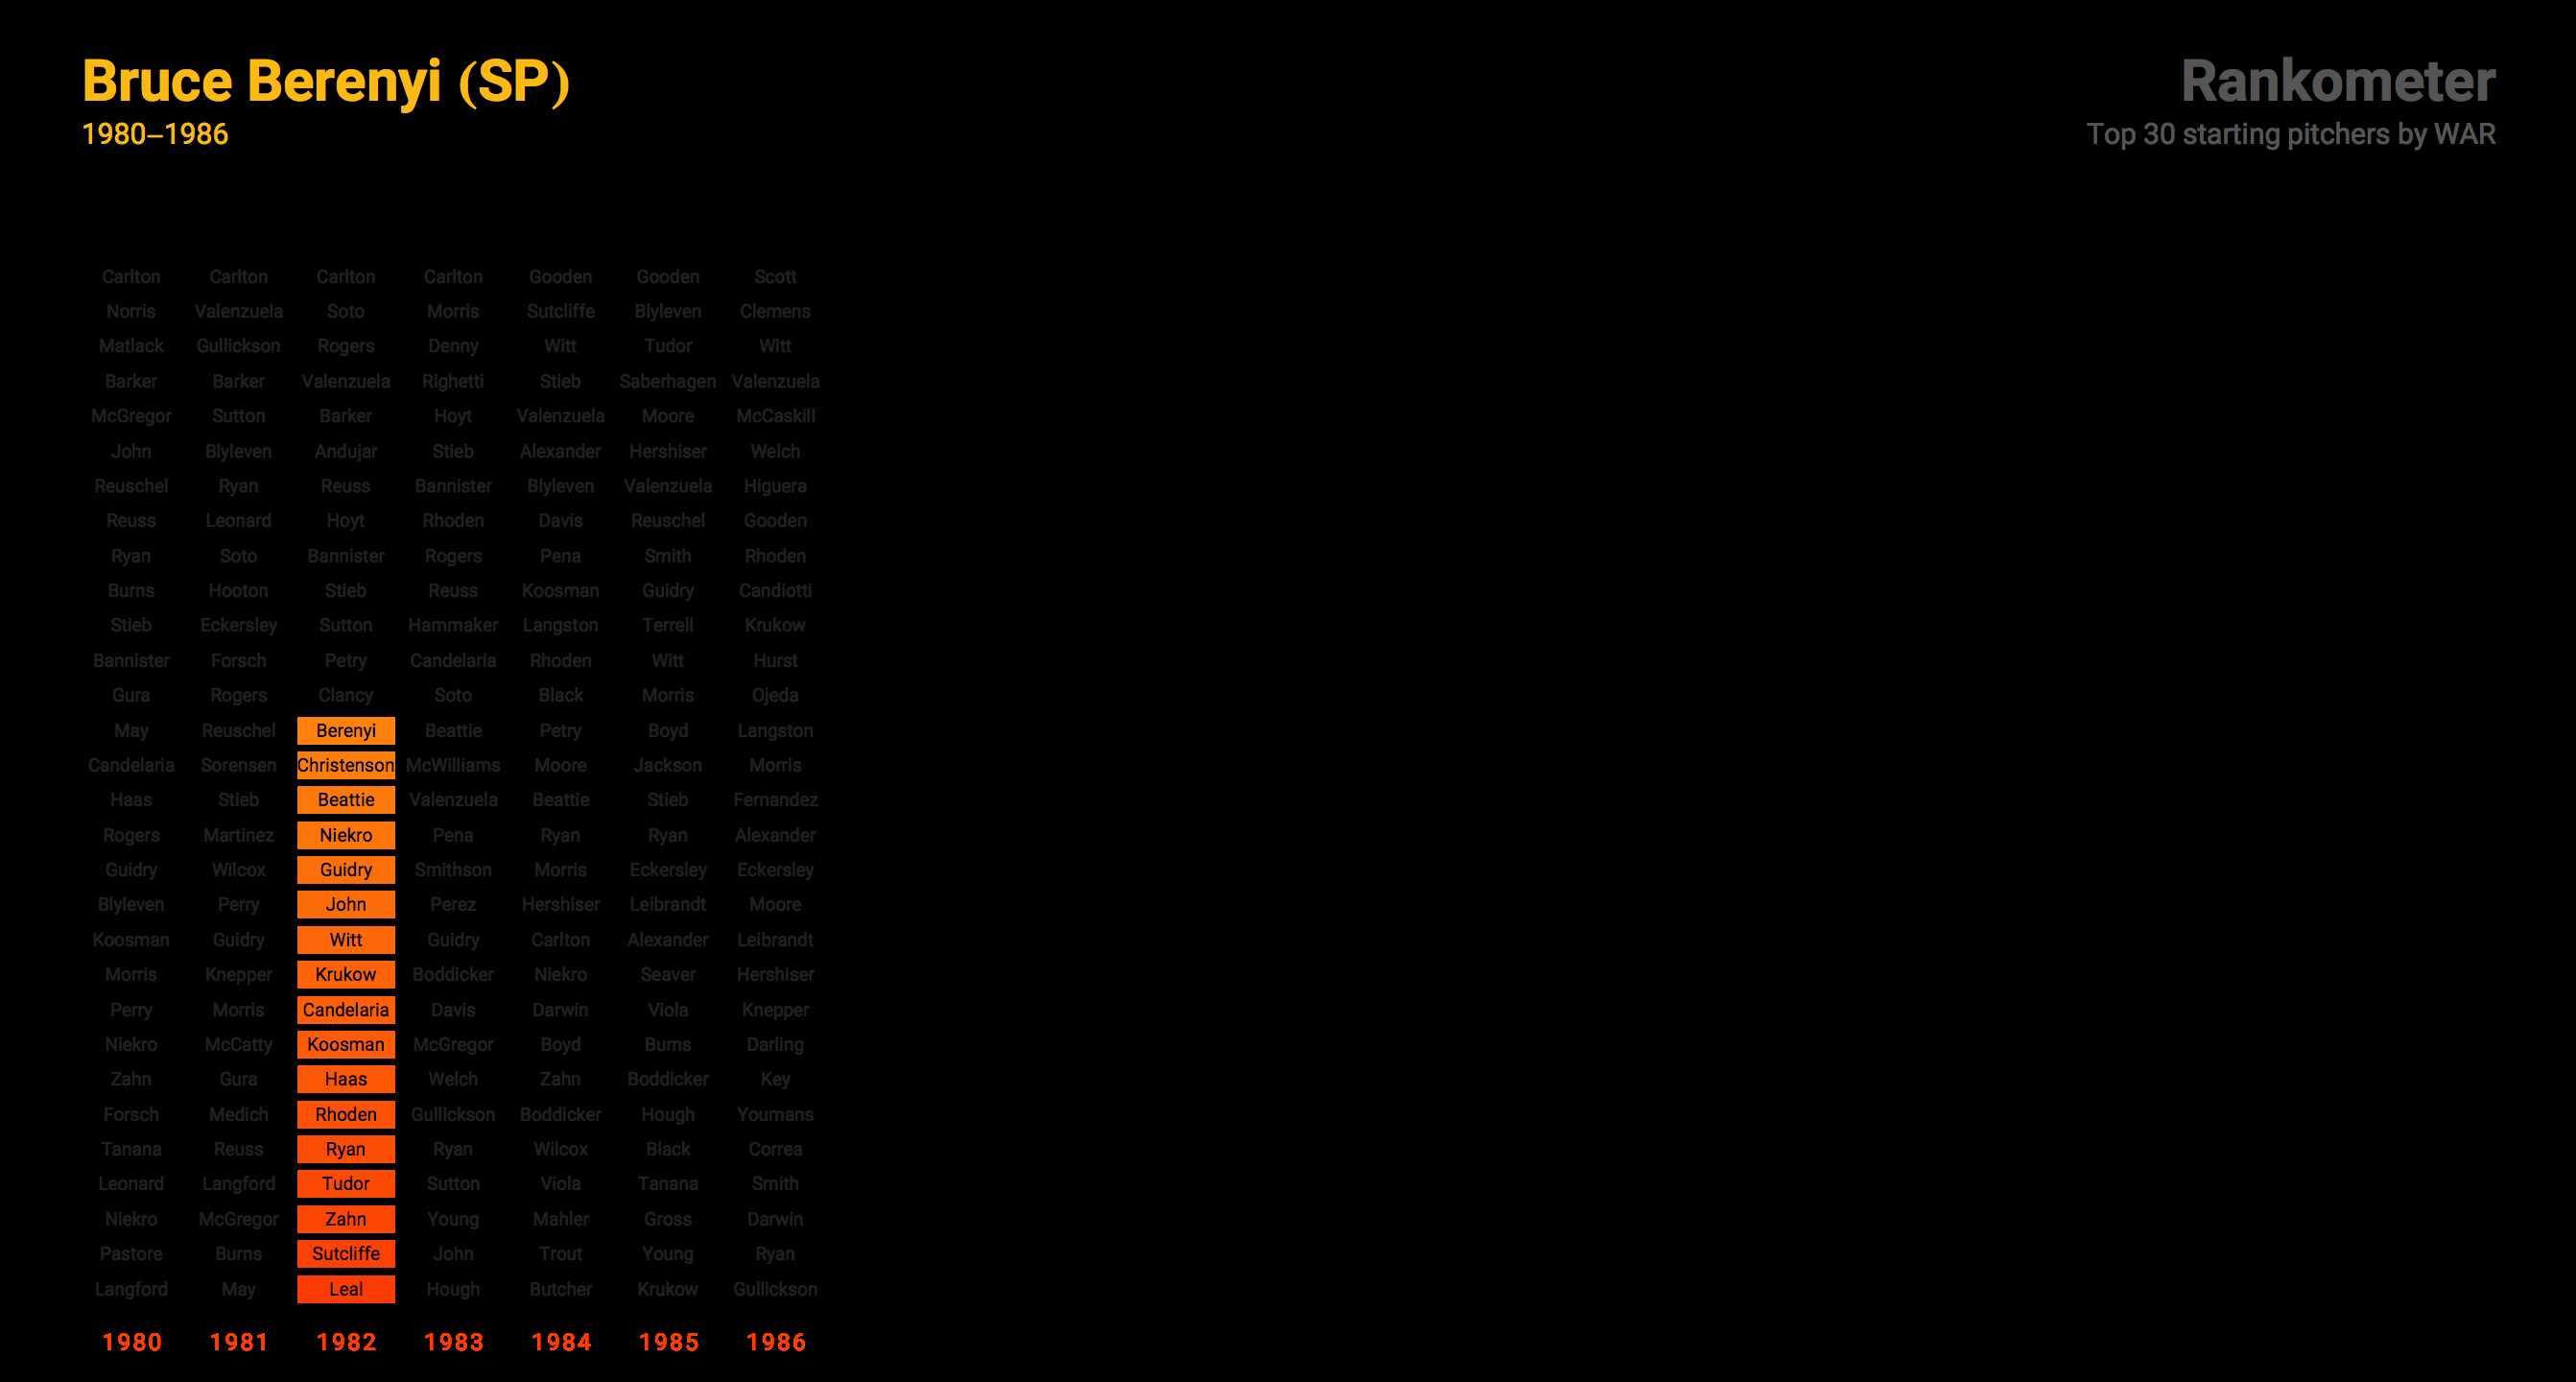 Bruce Berenyi (SP)
1980–1986
Rankometer
Top 30 starting pitchers by WAR
Carlton Carlton Carlton Carlton Gooden Gooden Scott
Norris Valenzuela Soto Morris Sutcliffe Blyleven Clemens
Matlack Gullickson Rogers Denny Witt Tudor Witt
Barker Barker Valenzuela Righetti Stieb Saberhagen Valenzuela
McGregor Sutton Barker Hoyt Valenzuela Moore McCaskill
John Blyleven Andujar Stieb Alexander Hershiser Welch
Reuschel Ryan Reuss Bannister Blyleven Valenzuela Higuera
Reuss Leonard Hoyt Rhoden Davis Reuschel Gooden
Ryan Soto Bannister Rogers Pena Smith Rhoden
Burns Hooton Stieb Reuss Koosman Guidry Candiotti
Stieb Eckersley Sutton Hammaker Langston Terrell Krukow
Bannister Forsch Petry Candelaria Rhoden Witt Hurst
Gura Rogers Clancy Soto Black Morris Ojeda
May Reuschel Berenyi Beattie Petry Boyd Langston
Candelaria Sorensen Christenson McWilliams Moore Jackson Morris
Haas Stieb Beattie Valenzuela Beattie Stieb Fernandez
Rogers Martinez Niekro Pena Ryan Ryan Alexander
Guidry Wilcox Guidry Smithson Morris Eckersley Eckersley
Blyleven Perry John Perez Hershiser Leibrandt Moore
Koosman Guidry Witt Guidry Carlton Alexander Leibrandt
Morris Knepper Krukow Boddicker Niekro Seaver Hershiser
Perry Morris Candelaria Davis Darwin Viola Knepper
Niekro McCatty Koosman McGregor Boyd Burns Darling
Zahn Gura Haas Welch Zahn Boddicker Key
Forsch Medich Rhoden Gullickson Boddicker Hough Youmans
Tanana Reuss Ryan Ryan Wilcox Black Correa
Leonard Langford Tudor Sutton Viola Tanana Smith
Niekro McGregor Zahn Young Mahler Gross Darwin
Pastore Burns Sutcliffe John Trout Young Ryan
Langford May Leal Hough Butcher Krukow Gullickson
1980 1981 1982 1983 1984 1985 1986